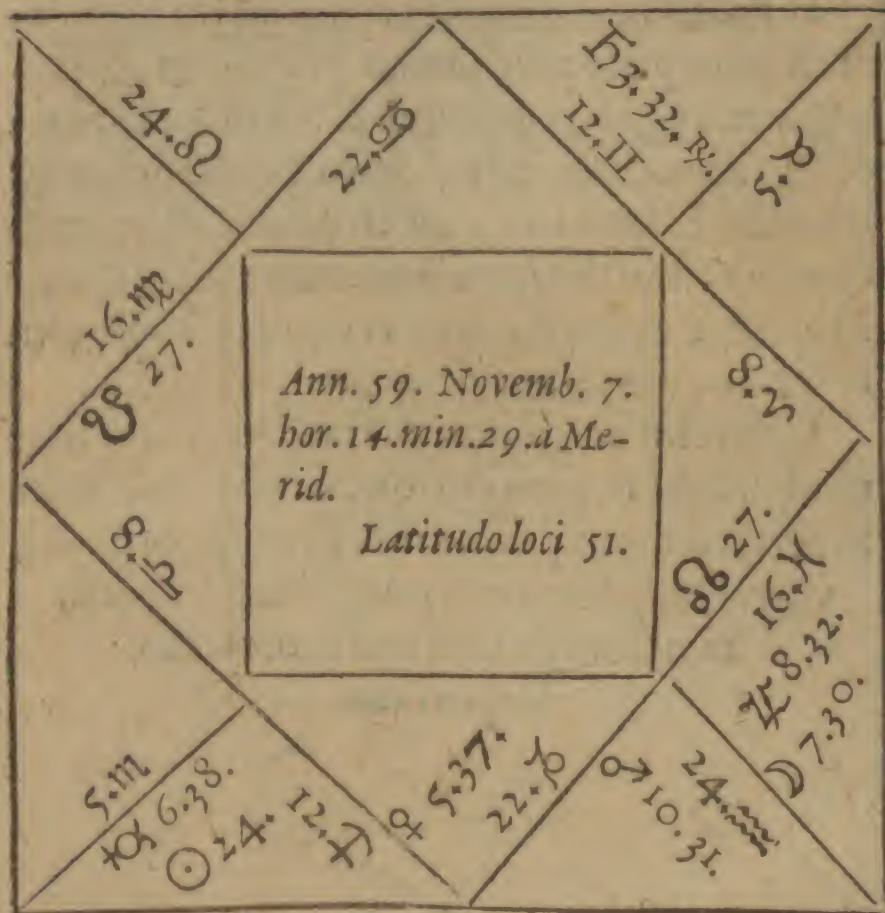 24. ♌
22. ♋
♄ 3. 32. ℞.
12. ♊
5. ♉
16. ♍
☋ 27.
Ann. 59. Novemb. 7.
hor. 14. min. 29. à Me-
rid.
Latitudo loci 51.
8. ♈
☊ 27.
16. ♓
♃ 8. 32.
☽ 7. 30.
8. ♎
5. ♏
☿ 6. 38.
☉ 24.
12. ♐
♀ 5. 37.
22. ♑
♂ 10. 31.
24. ♒